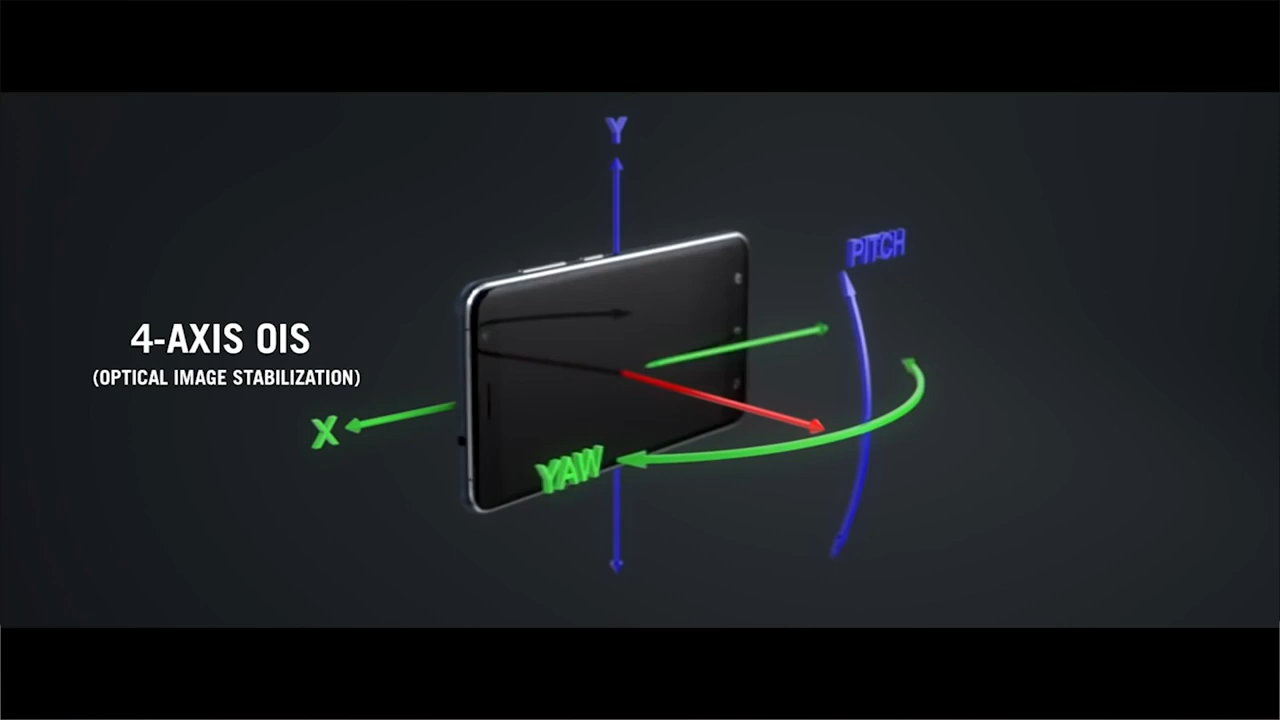 Y
PITCH
4-AXIS OIS
(OPTICAL IMAGE STABILIZATION)
X
YAW